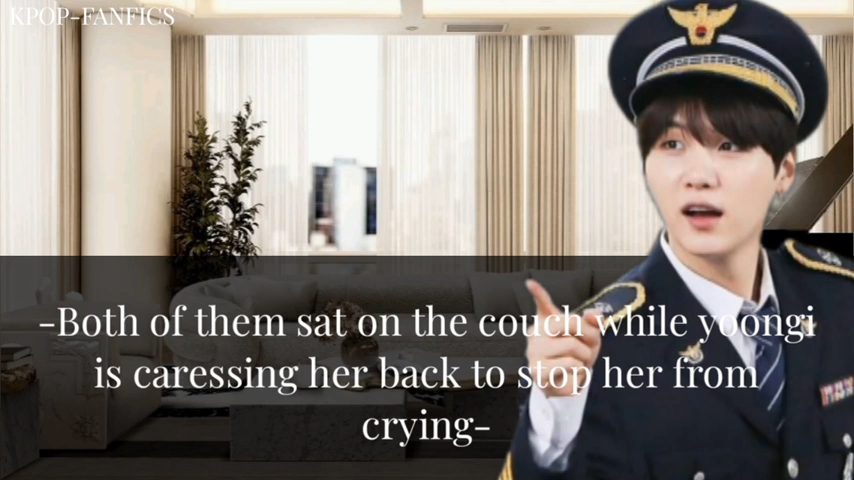 KPOP-FANFICS
-Both of them sat on the couch while yoongi
is caressing her back to stop her from
crying-